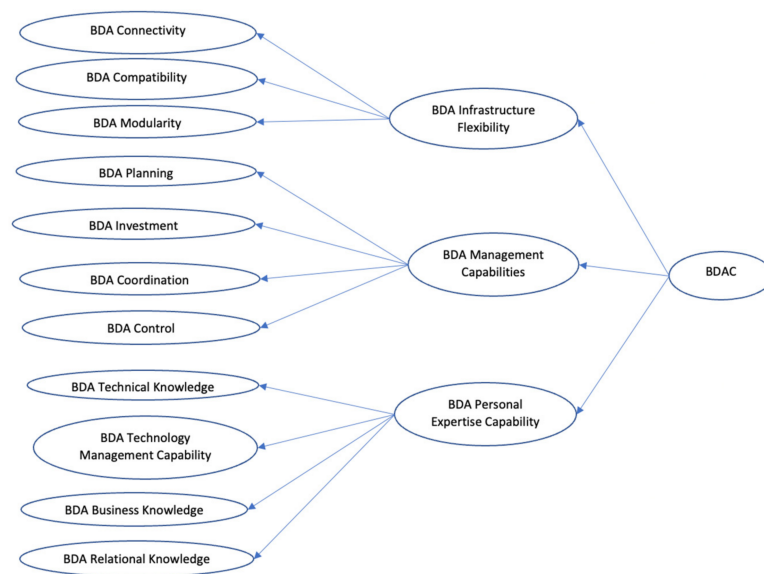 BDA Connectivity
BDA Compatibility
BDA Modularity
BDA Planning
BDA Investment
BDA Coordination
BDA Control
BDA Technical Knowledge
BDA Technology
Management Capability
BDA Business Knowledge
BDA Relational Knowledge
BDA Infrastructure
Flexibility
BDA Management
Capabilities
BDA Personal
Expertise Capability
BDAC